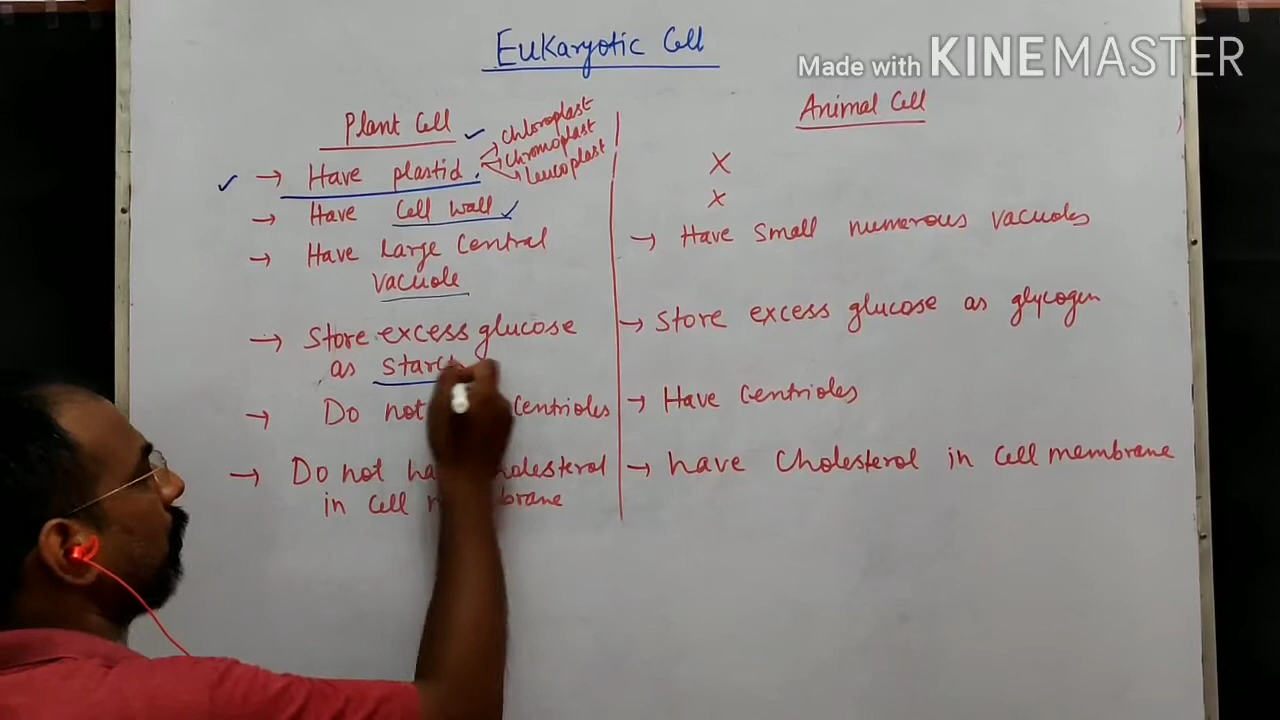 Eukaryotic Cell
Made with KINEMASTER
Plant Cell
Chloroplast
Chromoplast
Leucoplast
→ Have plastid
→ Have Cell wall
→ Have Large Central
Vacuole
→ Store excess glucose
as
→ Do not Centrioles
→ Do not
in cell
Animal Cell
X
X
→ Have small numerous vacuoles
→ Store excess glucose as glycogen
→ Have Centrioles
→ have Cholesterol in cell membrane